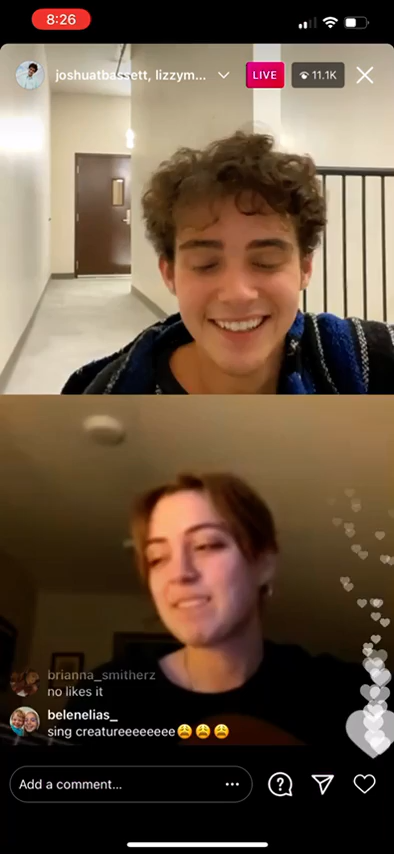 8:26
joshuatbassett, lizzym...
LIVE
11.1K
brianna_smitherz
no likes it
belenelias_
sing creatureeeeeeee😩😩😩
Add a comment...